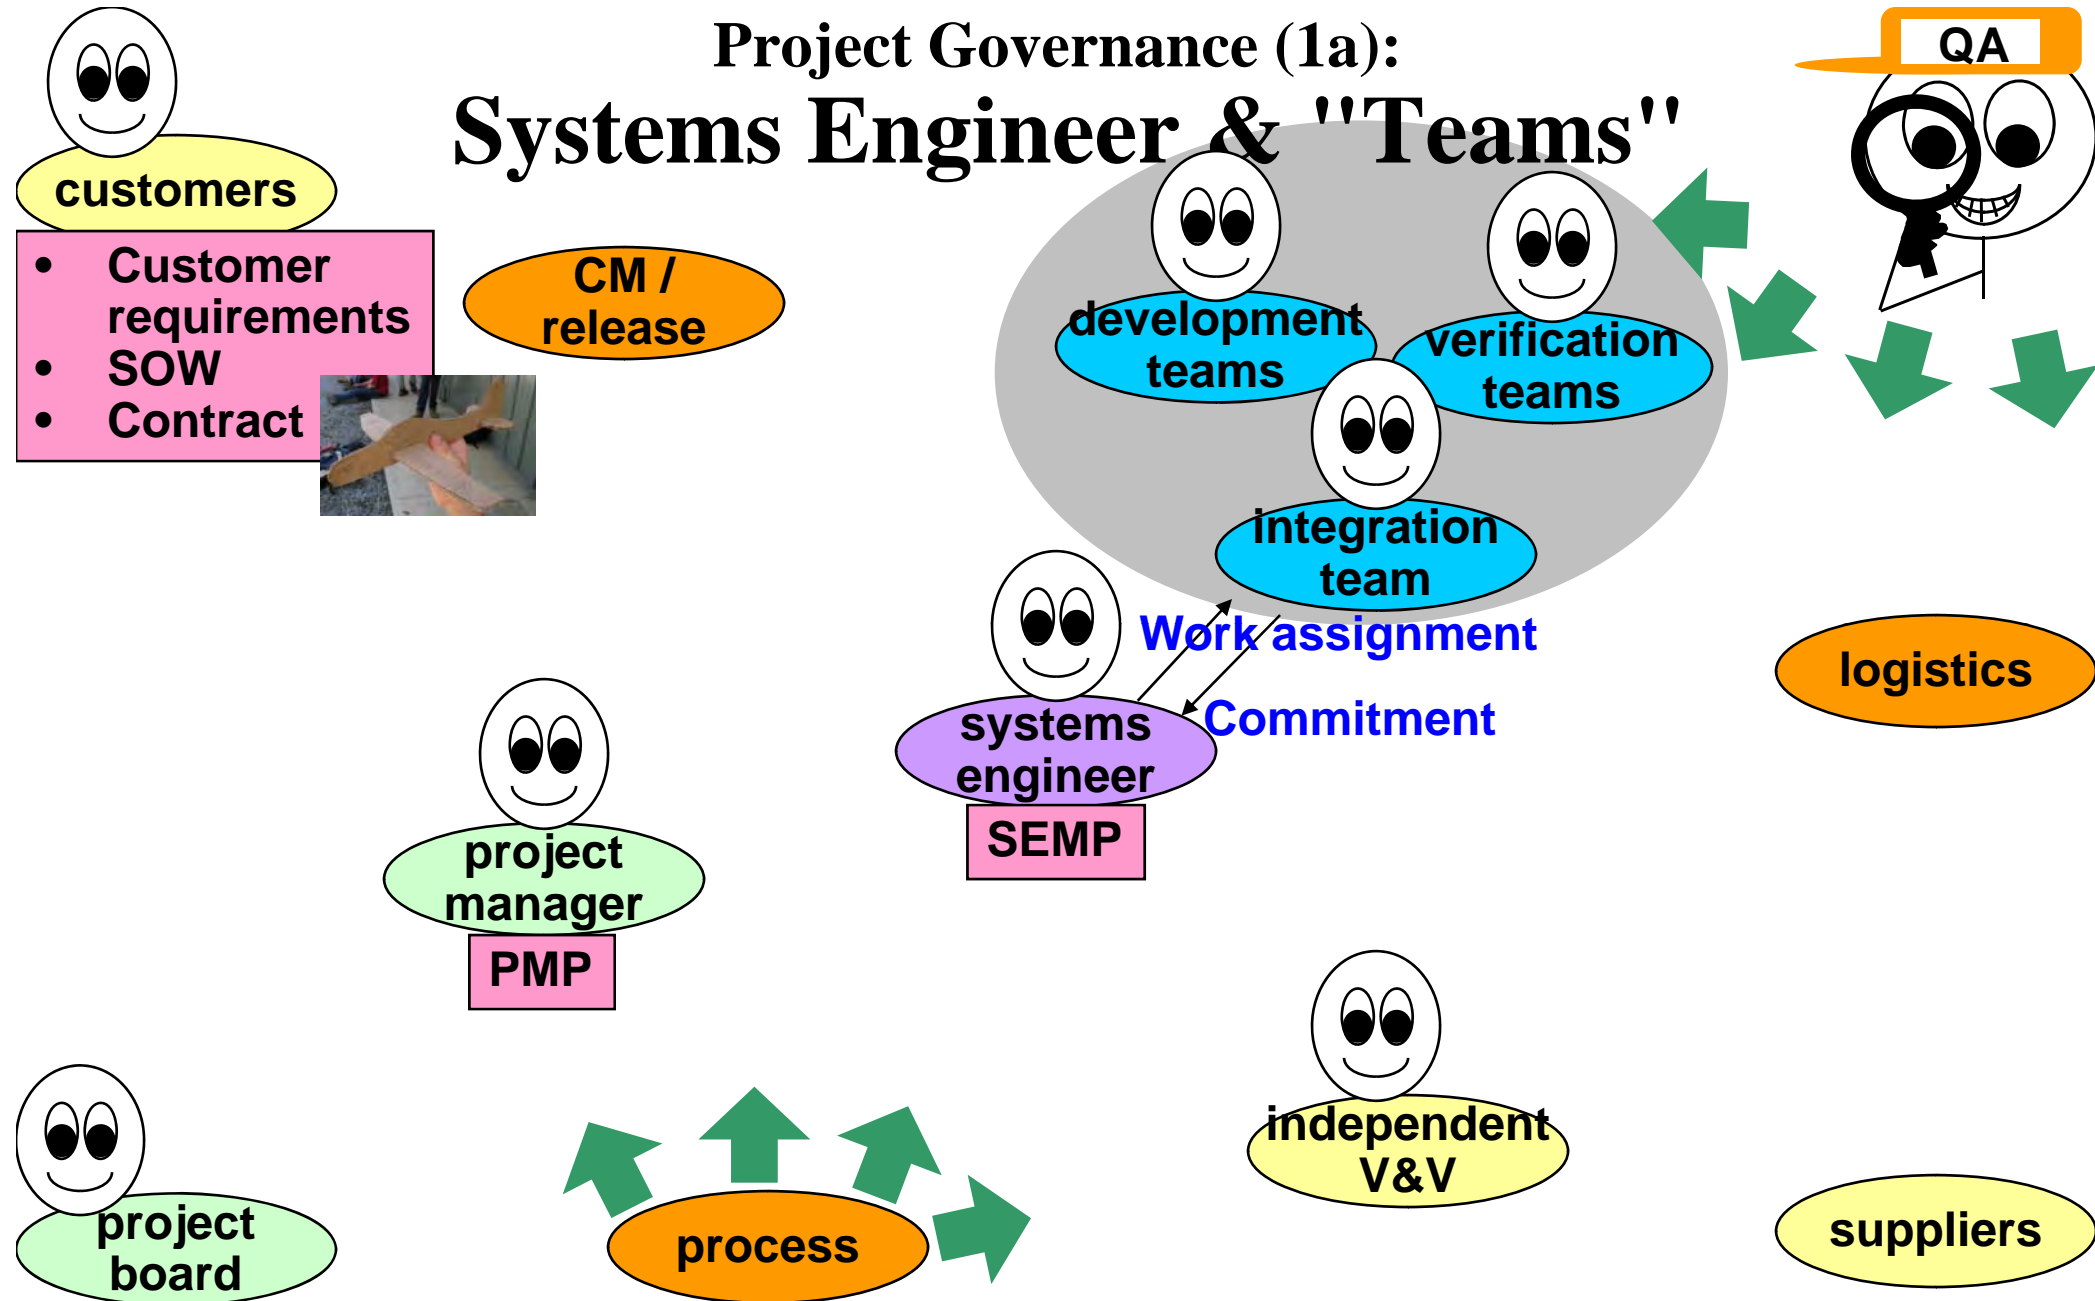 Project Governance (1a):
Systems Engineer & "Teams"
QA
customers
• Customer
requirements
• SOW
• Contract
CM /
release
development
teams
verification
teams
integration
team
Work assignment
Commitment
systems
engineer
SEMP
logistics
project
manager
PMP
independent
V&V
project
board
process
suppliers